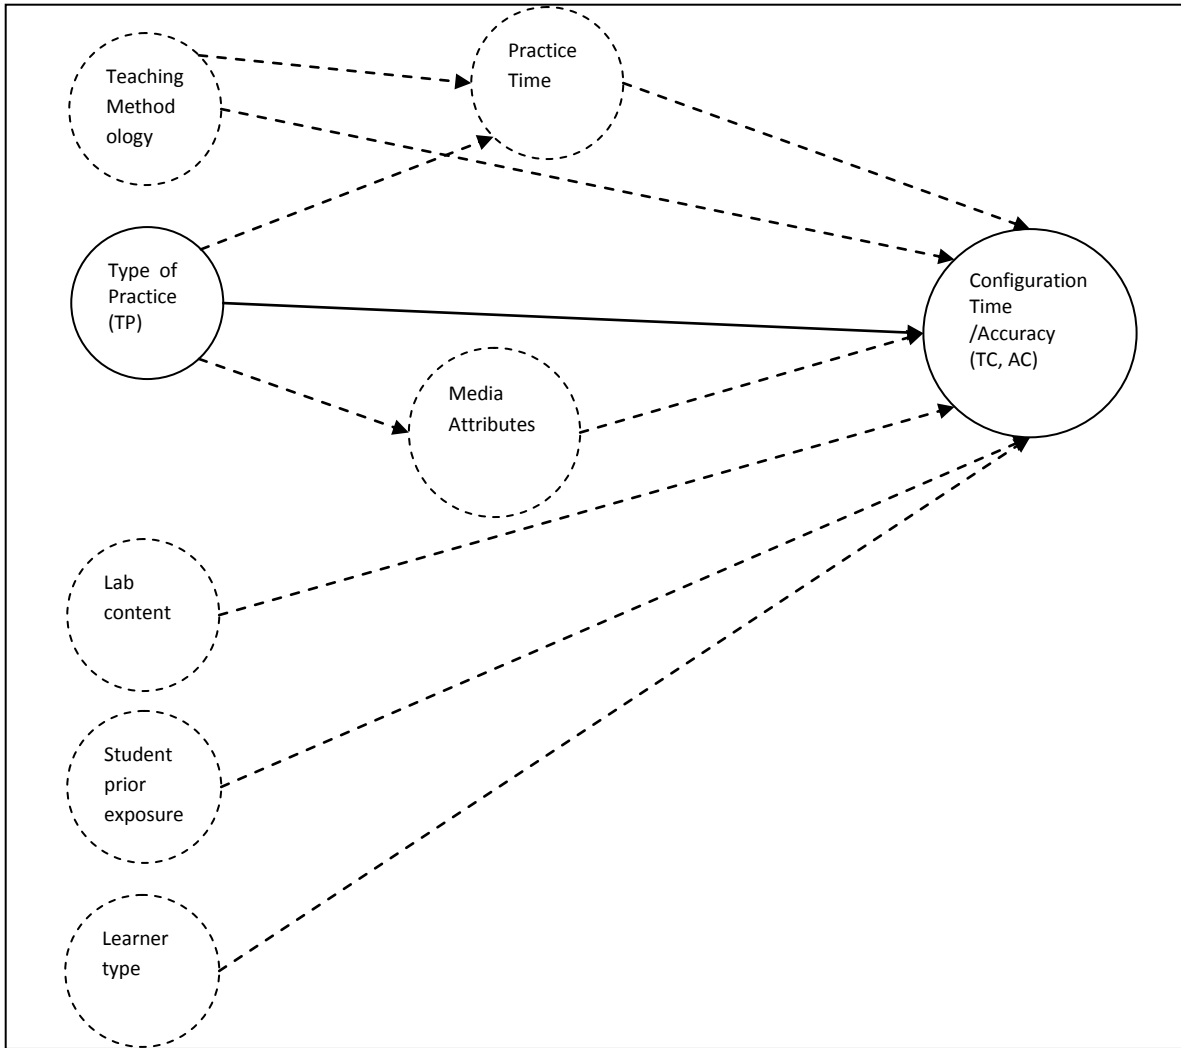 Teaching
Method
ology
Practice
Time
Type of
Practice
(TP)
Configuration
Time
/Accuracy
(TC, AC)
Media
Attributes
Lab
content
Student
prior
exposure
Learner
type